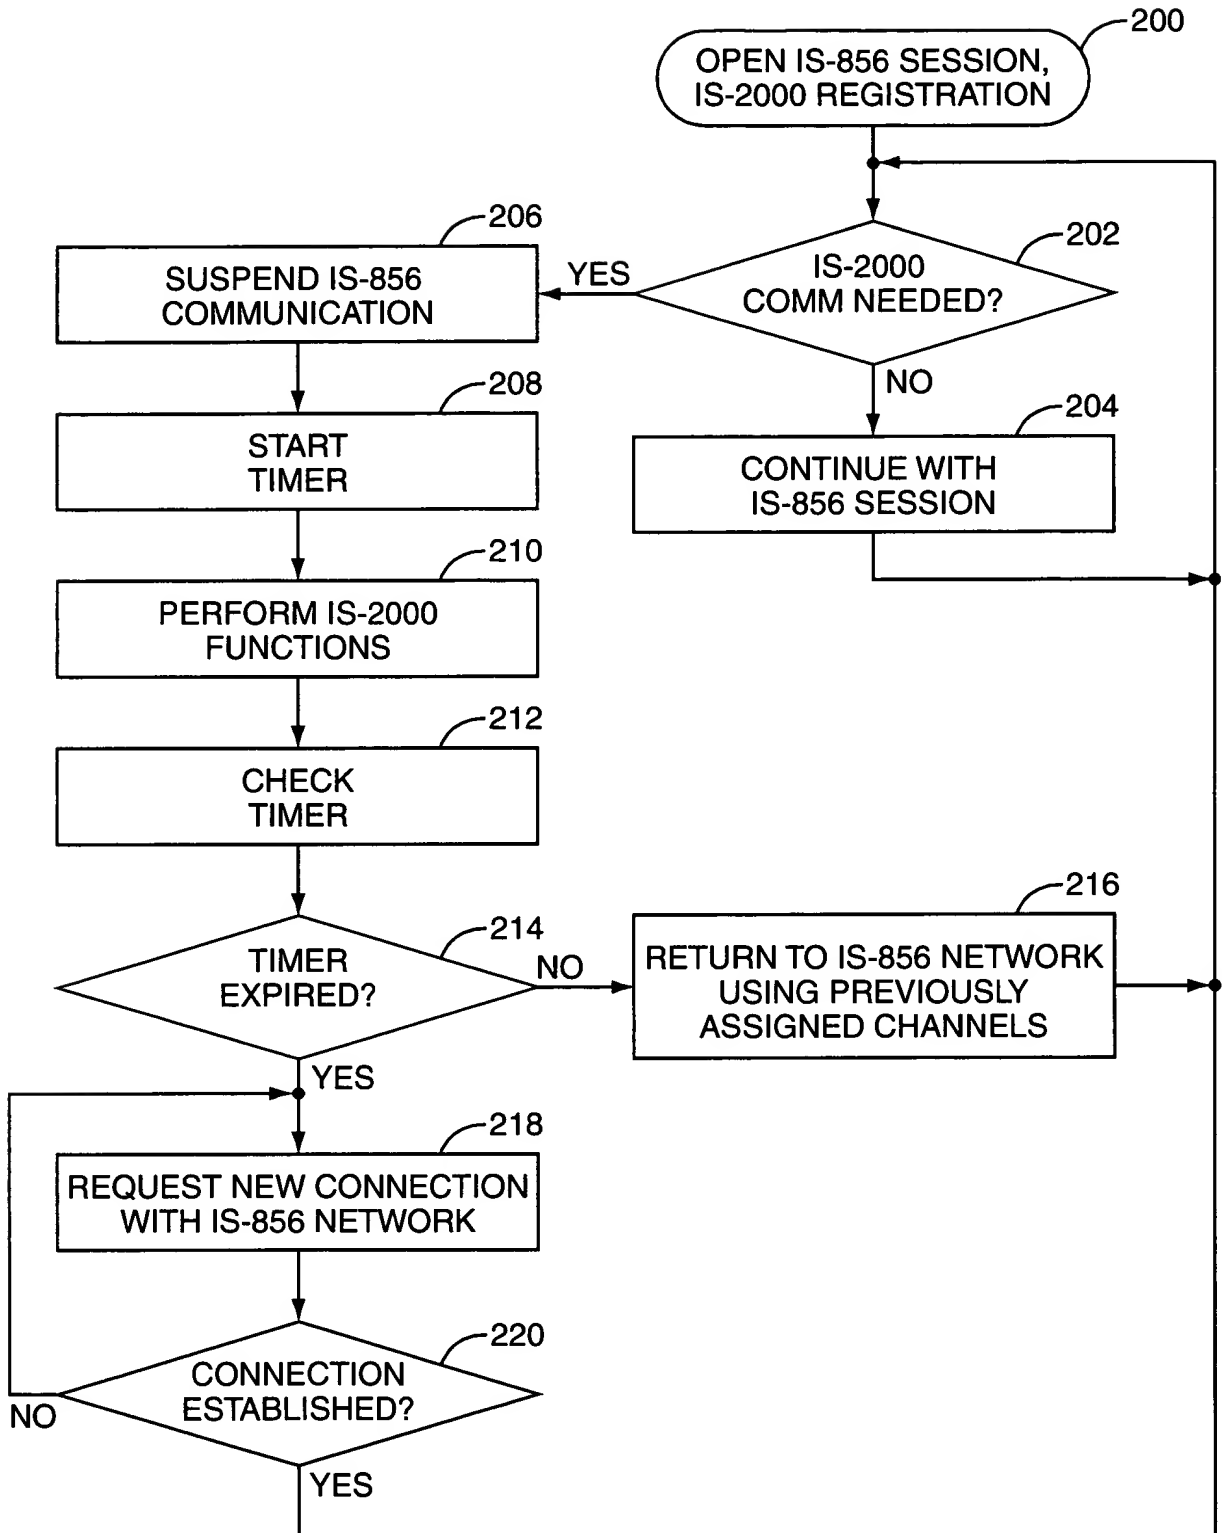 200
OPEN IS-856 SESSION,
IS-2000 REGISTRATION
202
IS-2000
COMM NEEDED?
YES
NO
204
CONTINUE WITH
IS-856 SESSION
206
SUSPEND IS-856
COMMUNICATION
208
START
TIMER
210
PERFORM IS-2000
FUNCTIONS
212
CHECK
TIMER
214
TIMER
EXPIRED?
NO
YES
216
RETURN TO IS-856 NETWORK
USING PREVIOUSLY
ASSIGNED CHANNELS
218
REQUEST NEW CONNECTION
WITH IS-856 NETWORK
220
CONNECTION
ESTABLISHED?
NO
YES